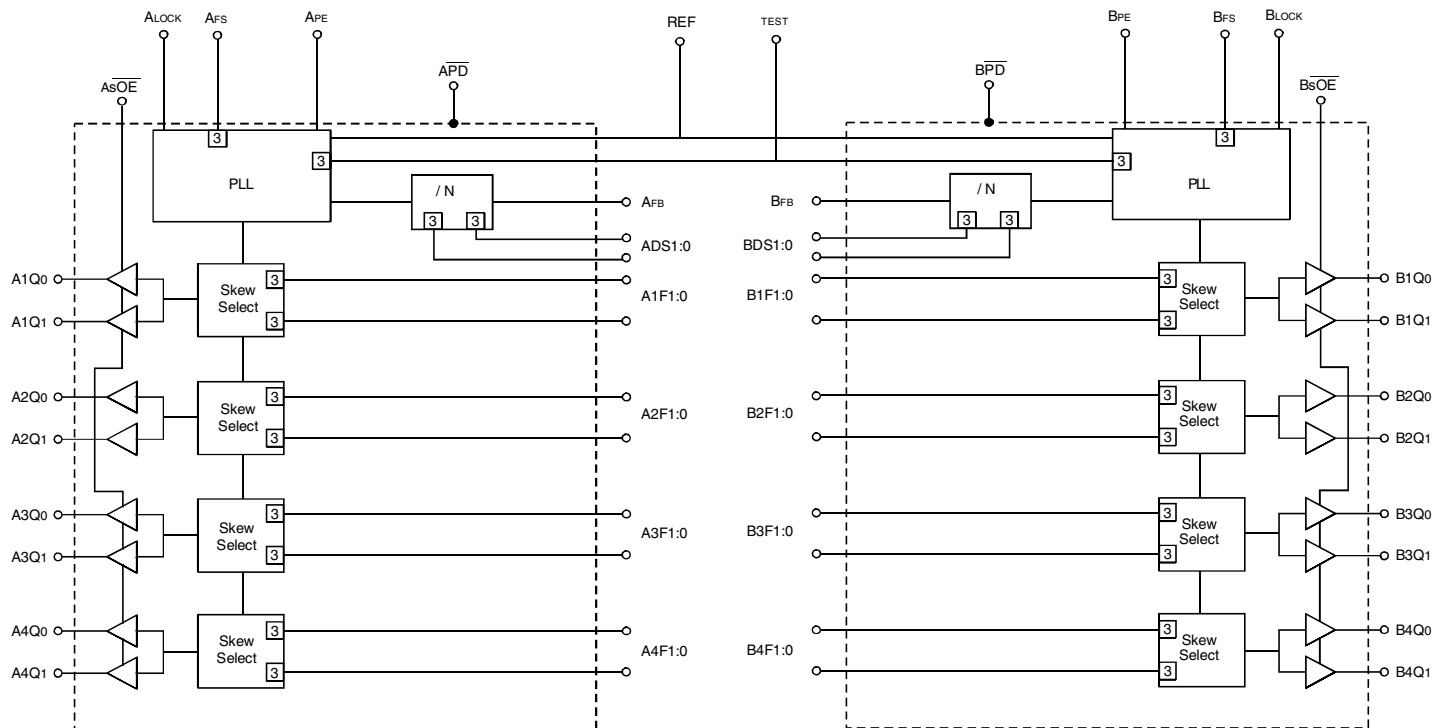 ALOCK AFS APE REF TEST BPE BFS BLOCK
AsOE APD BPD BsOE
3 3
3 3
PLL / N / N PLL
AFB BFB
3 3 3 3
ADS1:0 BDS1:0
A1Q0 3 3 B1Q0
Skew Select A1F1:0 B1F1:0 Skew Select
A1Q1 3 3 B1Q1
A2Q0 3 3 B2Q0
Skew Select A2F1:0 B2F1:0 Skew Select
A2Q1 3 3 B2Q1
A3Q0 3 3 B3Q0
Skew Select A3F1:0 B3F1:0 Skew Select
A3Q1 3 3 B3Q1
A4Q0 3 3 B4Q0
Skew Select A4F1:0 B4F1:0 Skew Select
A4Q1 3 3 B4Q1